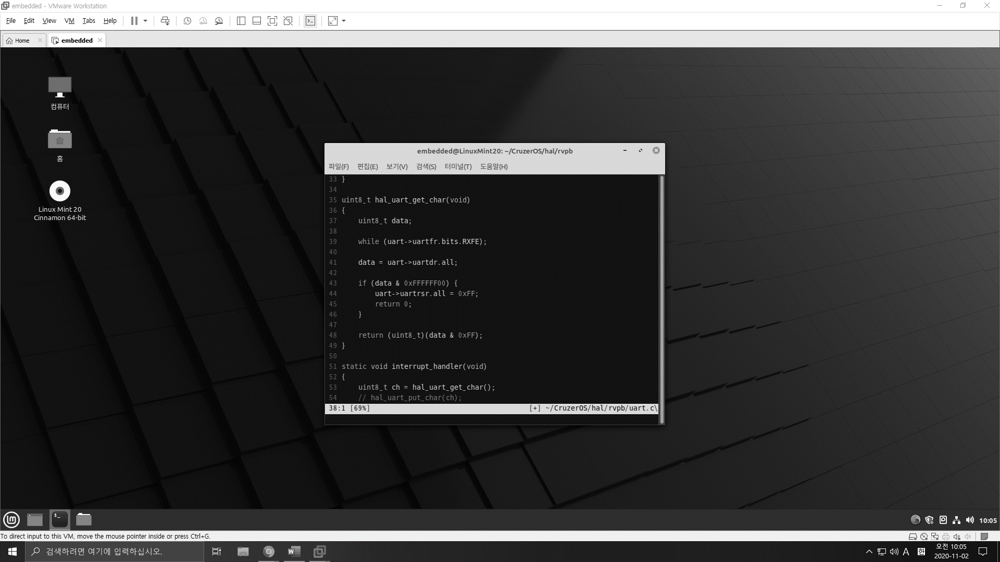 embedded - VMware Workstation
File Edit View VM Tabs Help
Home embedded
컴퓨터
홈
Linux Mint 20
Cinnamon 64-bit
embedded@LinuxMint20: ~/CruzerOS/hal/rvpb
파일(F) 편집(E) 보기(V) 검색(S) 터미널(T) 도움말(H)
33 }
34
35 uint8_t hal_uart_get_char(void)
36 {
37     uint8_t data;
38
39     while (uart->uartfr.bits.RXFE);
40
41     data = uart->uartdr.all;
42
43     if (data & 0xFFFFFF00) {
44         uart->uartrsr.all = 0xFF;
45         return 0;
46     }
47
48     return (uint8_t)(data & 0xFF);
49 }
50
51 static void interrupt_handler(void)
52 {
53     uint8_t ch = hal_uart_get_char();
54     // hal_uart_put_char(ch);
38:1 [69%] [+] ~/CruzerOS/hal/rvpb/uart.c\
10:05
To direct input to this VM, move the mouse pointer inside or press Ctrl+G.
검색하려면 여기에 입력하십시오.
A 한
오전 10:05
2020-11-02